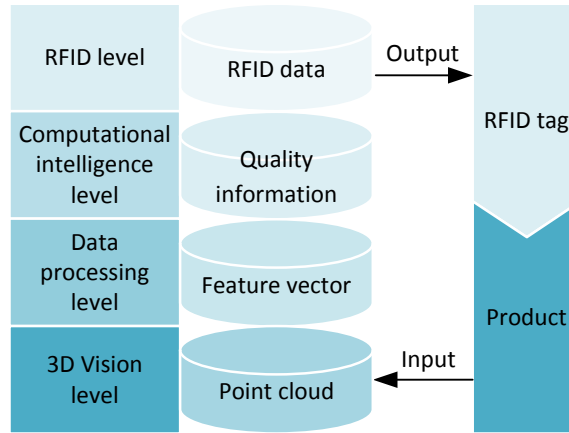 RFID level
RFID data
Output
RFID tag
Computational
intelligence
level
Quality
information
Data
processing
level
Feature vector
Product
3D Vision
level
Point cloud
Input